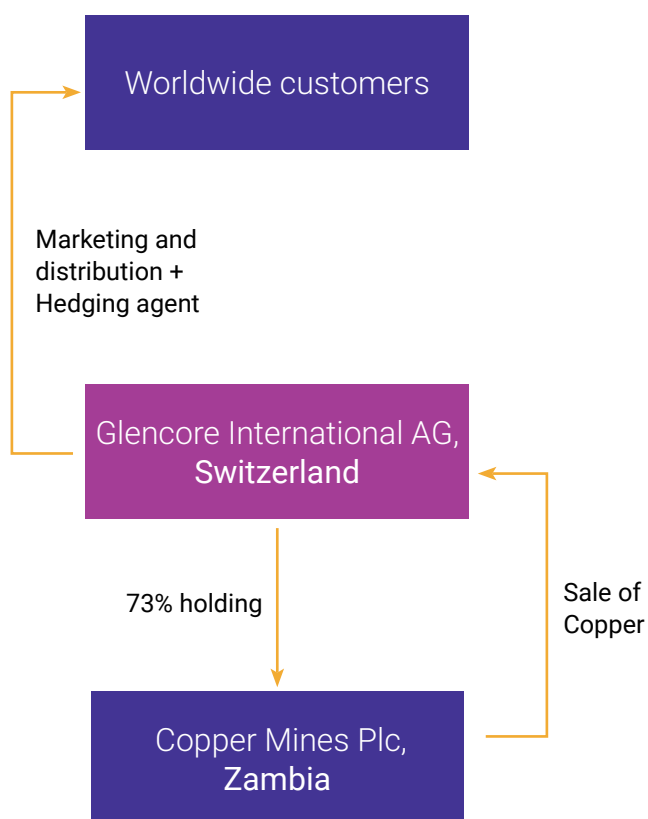 Worldwide customers
Marketing and
distribution +
Hedging agent
Glencore International AG,
Switzerland
73% holding
Sale of
Copper
Copper Mines Plc,
Zambia